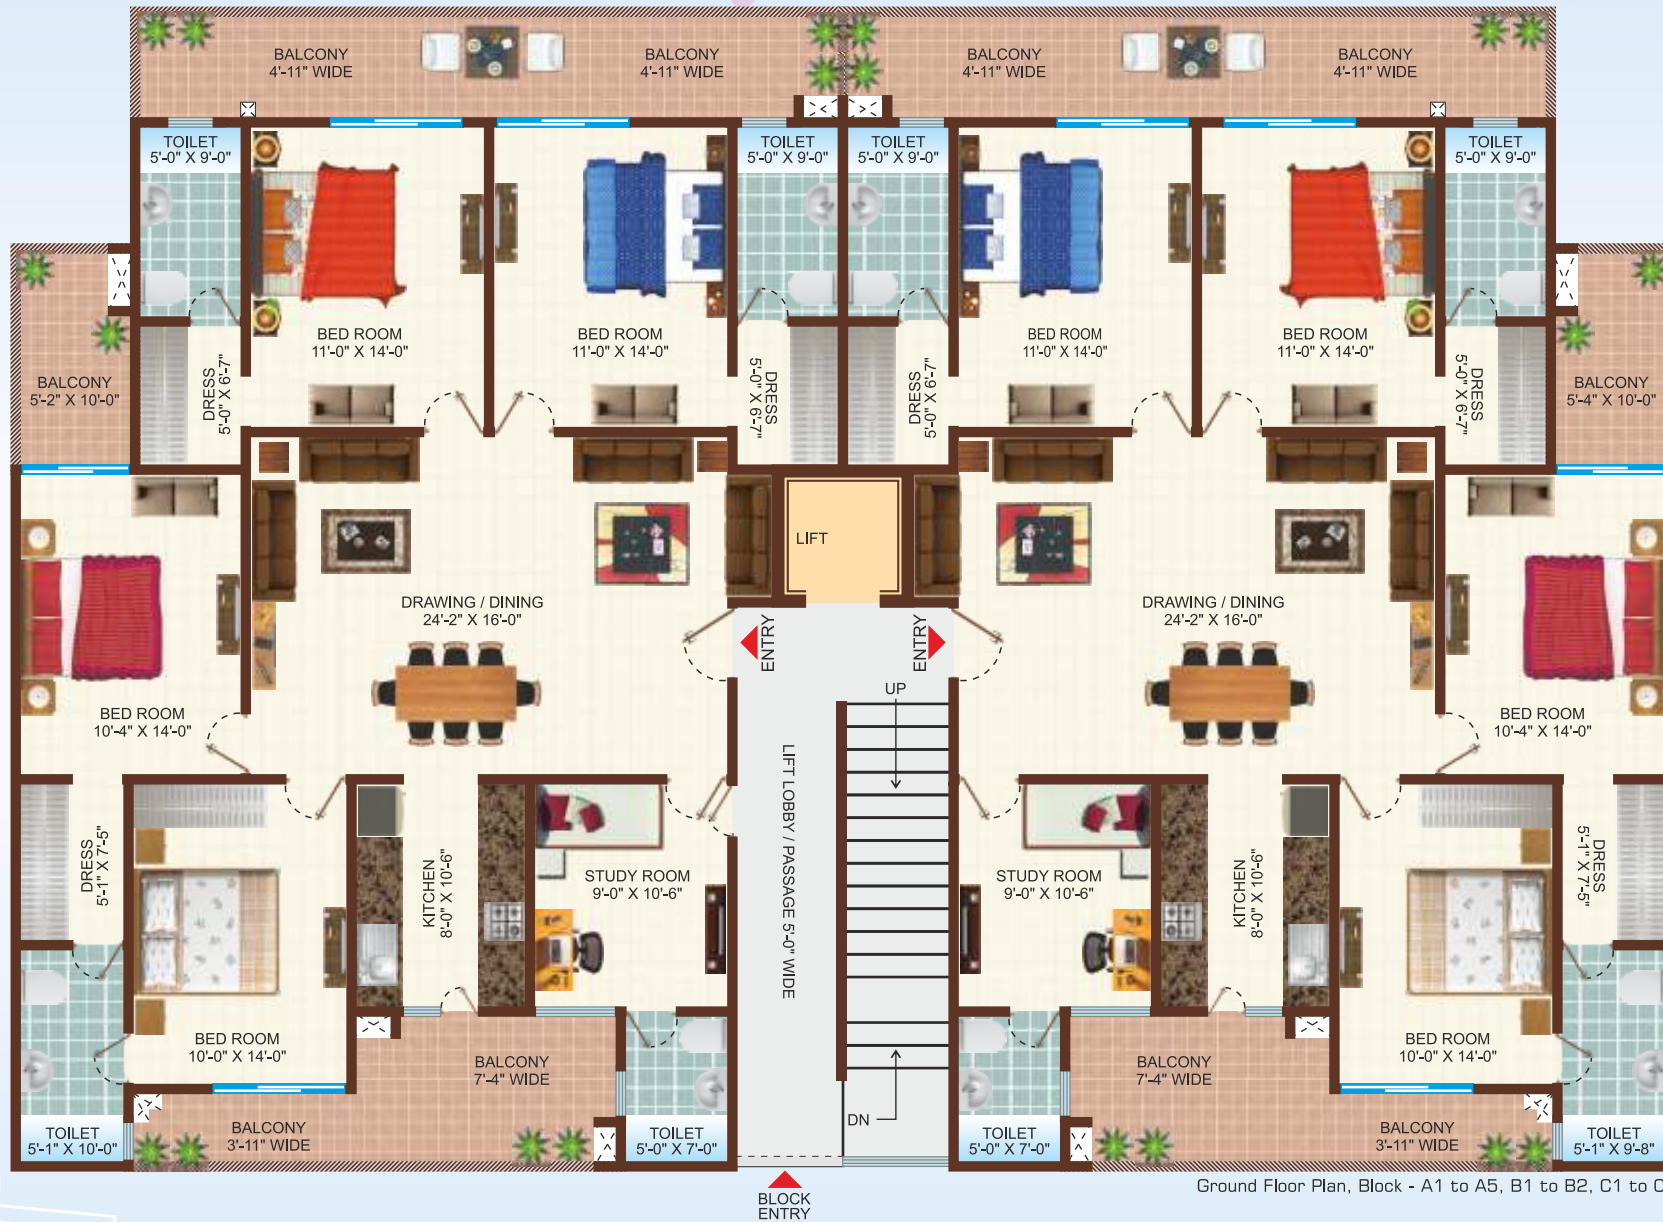 BALCONY
4'-11" WIDE
BALCONY
4'-11" WIDE
BALCONY
4'-11" WIDE
BALCONY
4'-11" WIDE
TOILET
5'-0" X 9'-0"
TOILET
5'-0" X 9'-0"
TOILET
5'-0" X 9'-0"
TOILET
5'-0" X 9'-0"
BED ROOM
11'-0" X 14'-0"
BED ROOM
11'-0" X 14'-0"
BED ROOM
11'-0" X 14'-0"
BED ROOM
11'-0" X 14'-0"
BALCONY
5'-2" X 10'-0"
DRESS
5'-0" X 6'-7"
DRESS
5'-0" X 6'-7"
DRESS
5'-0" X 6'-7"
DRESS
5'-0" X 6'-7"
BALCONY
5'-4" X 10'-0"
LIFT
DRAWING / DINING
24'-2" X 16'-0"
DRAWING / DINING
24'-2" X 16'-0"
ENTRY
ENTRY
UP
BED ROOM
10'-4" X 14'-0"
BED ROOM
10'-4" X 14'-0"
LIFT LOBBY / PASSAGE 5'-0" WIDE
DRESS
5'-1" X 7'-5"
KITCHEN
8'-0" X 10'-6"
STUDY ROOM
9'-0" X 10'-6"
STUDY ROOM
9'-0" X 10'-6"
KITCHEN
8'-0" X 10'-6"
DRESS
5'-1" X 7'-5"
BED ROOM
10'-0" X 14'-0"
BED ROOM
10'-0" X 14'-0"
BALCONY
7'-4" WIDE
BALCONY
7'-4" WIDE
DN
TOILET
5'-1" X 10'-0"
BALCONY
3'-11" WIDE
TOILET
5'-0" X 7'-0"
TOILET
5'-0" X 7'-0"
BALCONY
3'-11" WIDE
TOILET
5'-1" X 9'-8"
BLOCK
ENTRY
Ground Floor Plan, Block - A1 to A5, B1 to B2, C1 to C